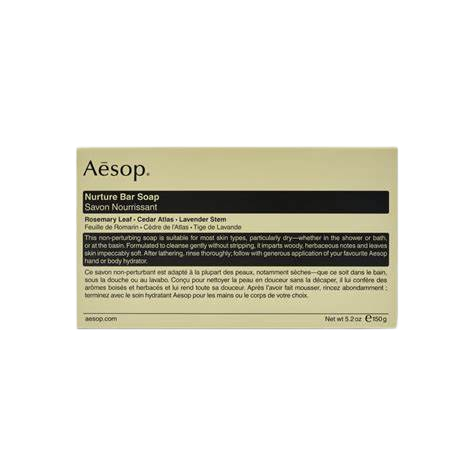 Aēsop.
Nurture Bar Soap
Savon Nourrissant
Rosemary Leaf • Cedar Atlas • Lavender Stem
Feuille de Romarin • Cèdre de l'Atlas • Tige de Lavande
This non-perturbing soap is suitable for most skin types, particularly dry—whether in the shower or bath,
or at the basin. Formulated to cleanse gently without stripping, it imparts woody, herbaceous notes and leaves
skin impeccably soft. After lathering, rinse thoroughly; follow with generous application of your favourite Aesop
hand or body hydrator.
Ce savon non-perturbant est adapté à la plupart des peaux, notamment sèches—que ce soit dans le bain,
sous la douche ou au lavabo. Conçu pour nettoyer la peau en douceur sans la décaper, il lui confère des
arômes boisés et herbacés et lui rend toute sa douceur. Après l'avoir fait mousser, rincez abondamment ;
terminez avec le soin hydratant Aesop pour les mains ou le corps de votre choix.
aesop.com Net wt 5.2 oz ℮150 g